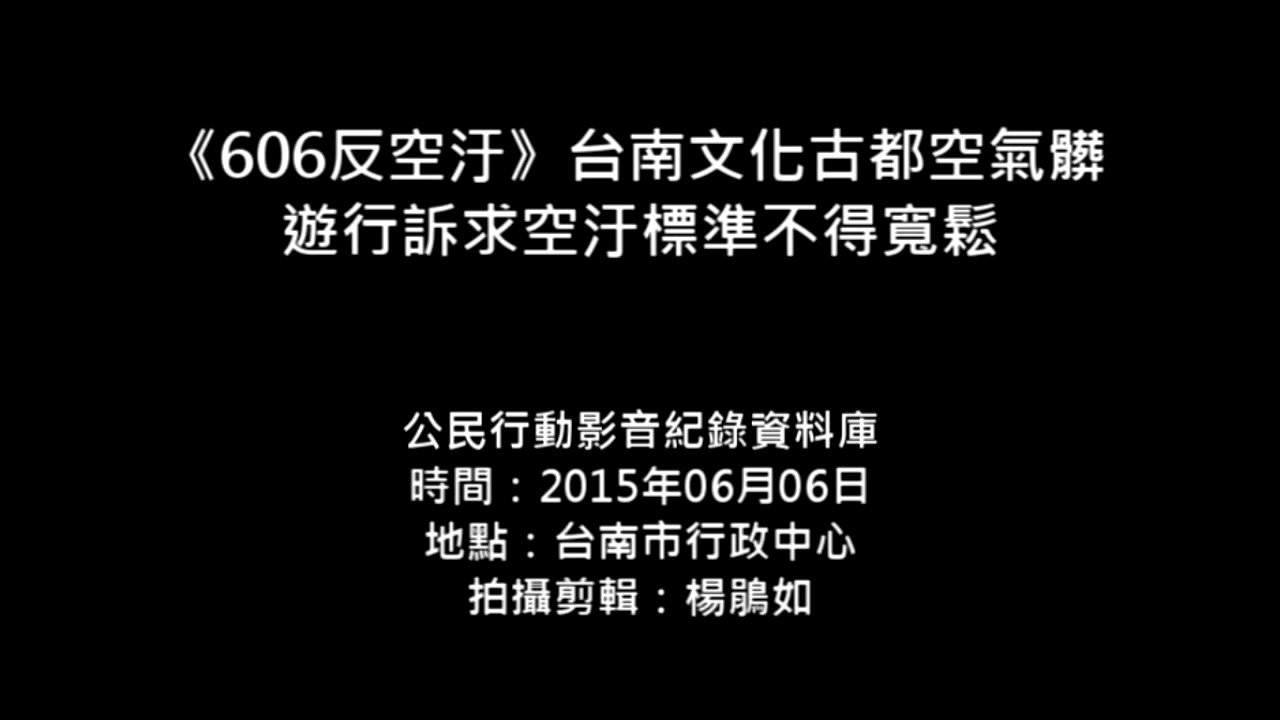 《606反空汙》台南文化古都空氣髒
遊行訴求空汙標準不得寬鬆
公民行動影音紀錄資料庫
時間：2015年06月06日
地點：台南市行政中心
拍攝剪輯：楊鵑如